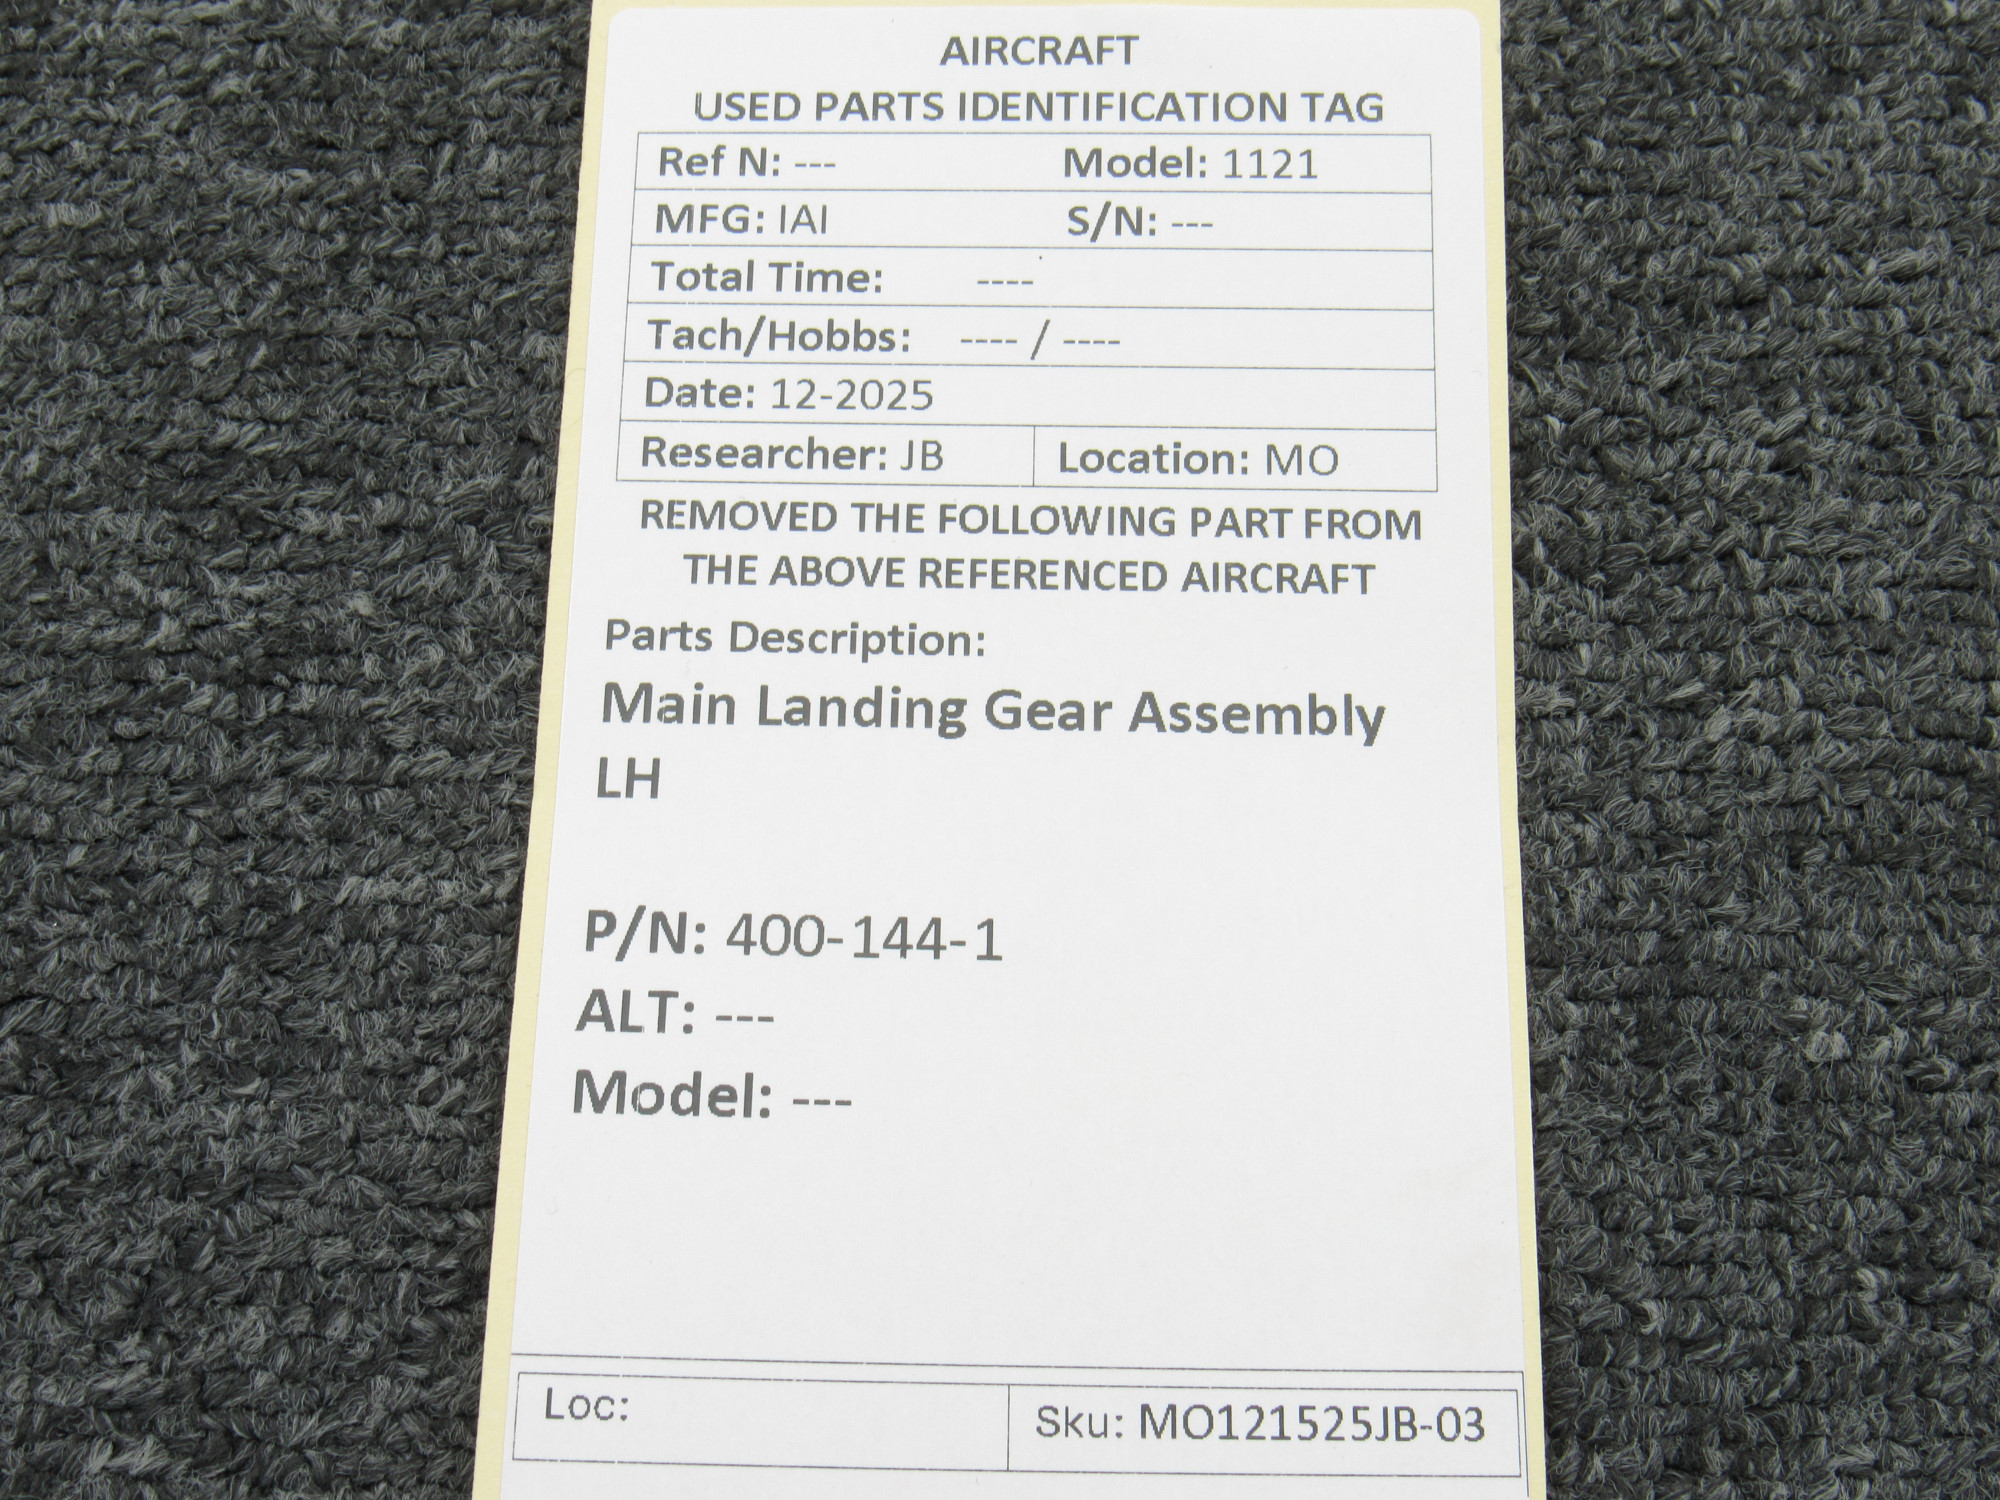 AIRCRAFT
USED PARTS IDENTIFICATION TAG
Ref N: --- Model: 1121
MFG: IAI S/N: ---
Total Time: ----
Tach/Hobbs: ---- / ----
Date: 12-2025
Researcher: JB Location: MO
REMOVED THE FOLLOWING PART FROM
THE ABOVE REFERENCED AIRCRAFT
Parts Description:
Main Landing Gear Assembly
LH
P/N: 400-144-1
ALT: ---
Model: ---
Loc: Sku: MO121525JB-03